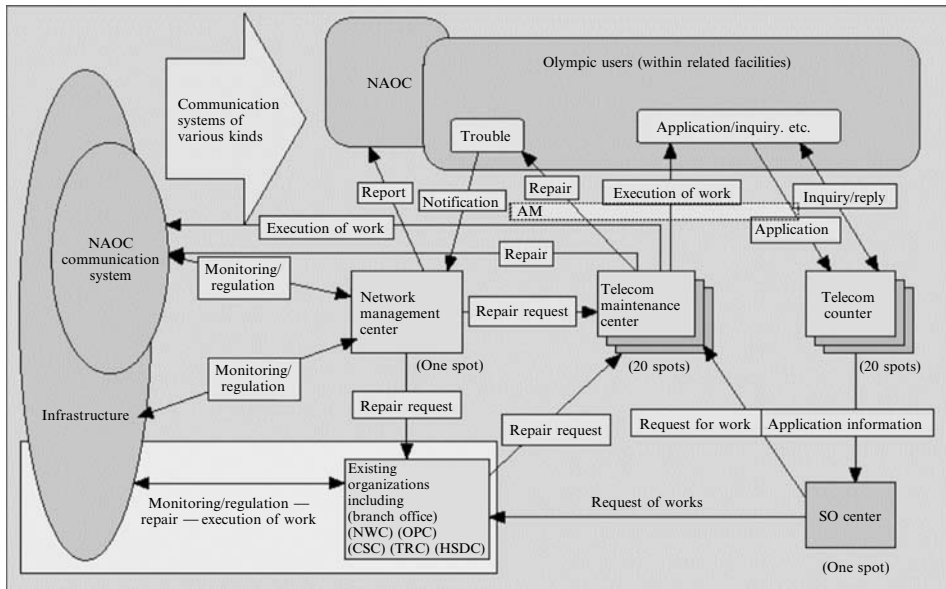 NAOC
Olympic users (within related facilities)
Communication
systems of
various kinds
Trouble
Application/inquiry. etc.
Report
Notification
Repair
Execution of work
Inquiry/reply
AM
Application
Execution of work
Repair
NAOC
communication
system
Monitoring/
regulation
Network
management
center
(One spot)
Repair request
Telecom
maintenance
center
(20 spots)
Telecom
counter
(20 spots)
Monitoring/
regulation
Infrastructure
Repair request
Repair request
Request for work
Application information
Existing
organizations
including
(branch office)
(NWC) (OPC)
(CSC) (TRC) (HSDC)
Monitoring/regulation —
repair — execution of work
Request of works
SO center
(One spot)